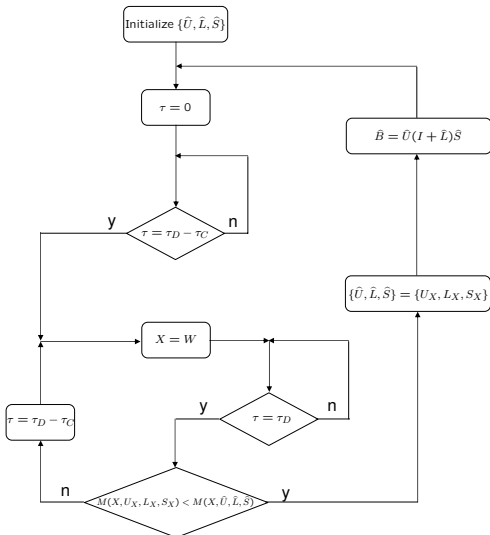 Initialize {Û, L̂, Ŝ}
τ = 0
B̂ = Û(I + L̂)Ŝ
y
n
τ = τ_D − τ_C
{Û, L̂, Ŝ} = {U_X, L_X, S_X}
X = W
y
n
τ = τ_D − τ_C
τ = τ_D
n
y
M(X, U_X, L_X, S_X) < M(X, Û, L̂, Ŝ)